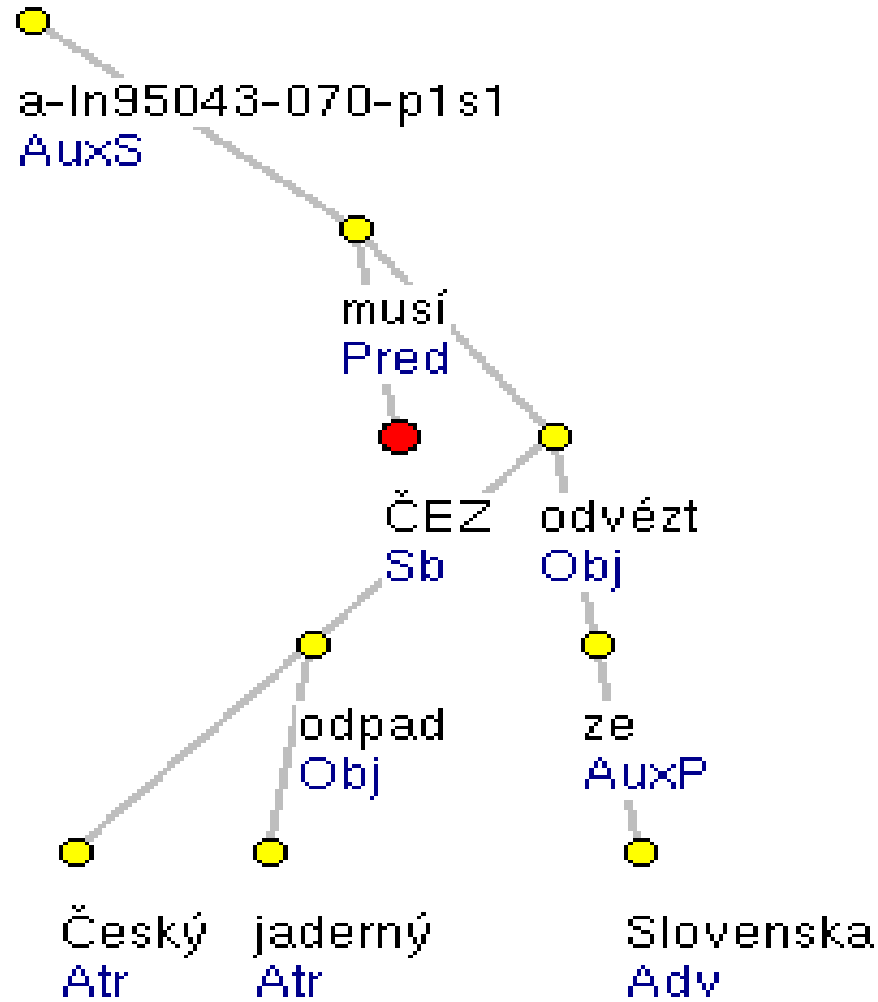 a-ln95043-070-p1s1
AuxS
musí
Pred
ČEZ odvézt
Sb Obj
odpad ze
Obj AuxP
Český jaderný Slovenska
Atr Atr Adv